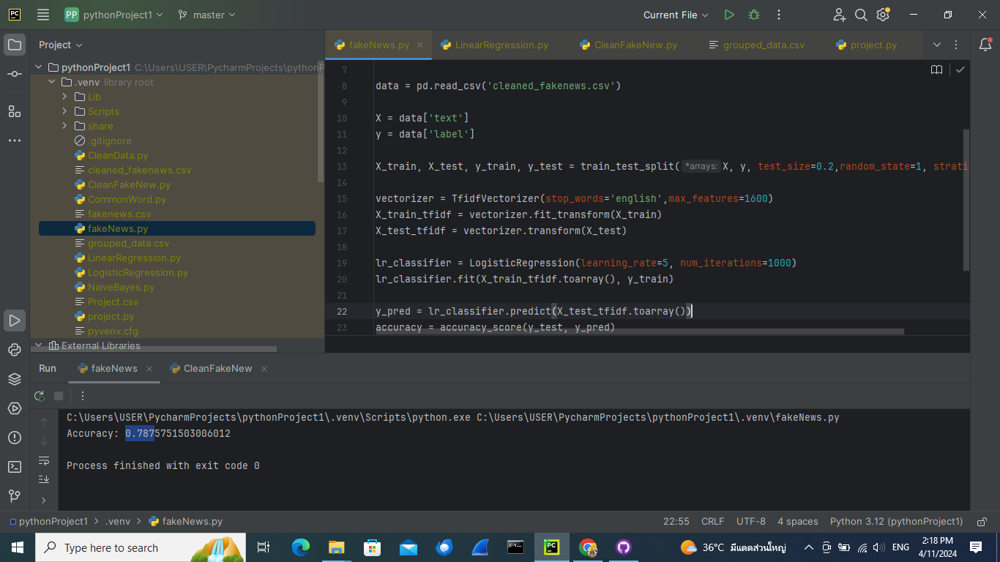 PC
PP pythonProject1
master
Current File
Project
fakeNews.py
LinearRegression.py
CleanFakeNew.py
grouped_data.csv
project.py
pythonProject1 C:\Users\USER\PycharmProjects\pythonP
.venv library root
Lib
Scripts
share
.gitignore
CleanData.py
cleaned_fakenews.csv
CleanFakeNew.py
CommonWord.py
fakenews.csv
fakeNews.py
grouped_data.csv
LinearRegression.py
LogisticRegression.py
NaiveBayes.py
Project.csv
project.py
pyvenv.cfg
External Libraries
7
8 data = pd.read_csv('cleaned_fakenews.csv')
9
10 X = data['text']
11 y = data['label']
12
13 X_train, X_test, y_train, y_test = train_test_split( *arrays: X, y, test_size=0.2,random_state=1, strati
14
15 vectorizer = TfidfVectorizer(stop_words='english',max_features=1600)
16 X_train_tfidf = vectorizer.fit_transform(X_train)
17 X_test_tfidf = vectorizer.transform(X_test)
18
19 lr_classifier = LogisticRegression(learning_rate=5, num_iterations=1000)
20 lr_classifier.fit(X_train_tfidf.toarray(), y_train)
21
22 y_pred = lr_classifier.predict(X_test_tfidf.toarray())
23 accuracy = accuracy_score(y_test, y_pred)
Run
fakeNews
CleanFakeNew
C:\Users\USER\PycharmProjects\pythonProject1\.venv\Scripts\python.exe C:\Users\USER\PycharmProjects\pythonProject1\.venv\fakeNews.py
Accuracy: 0.7875751503006012
Process finished with exit code 0
pythonProject1 > .venv > fakeNews.py
22:55 CRLF UTF-8 4 spaces Python 3.12 (pythonProject1)
Type here to search
PC
36°C มีแดดส่วนใหญ่
ENG
2:18 PM
4/11/2024